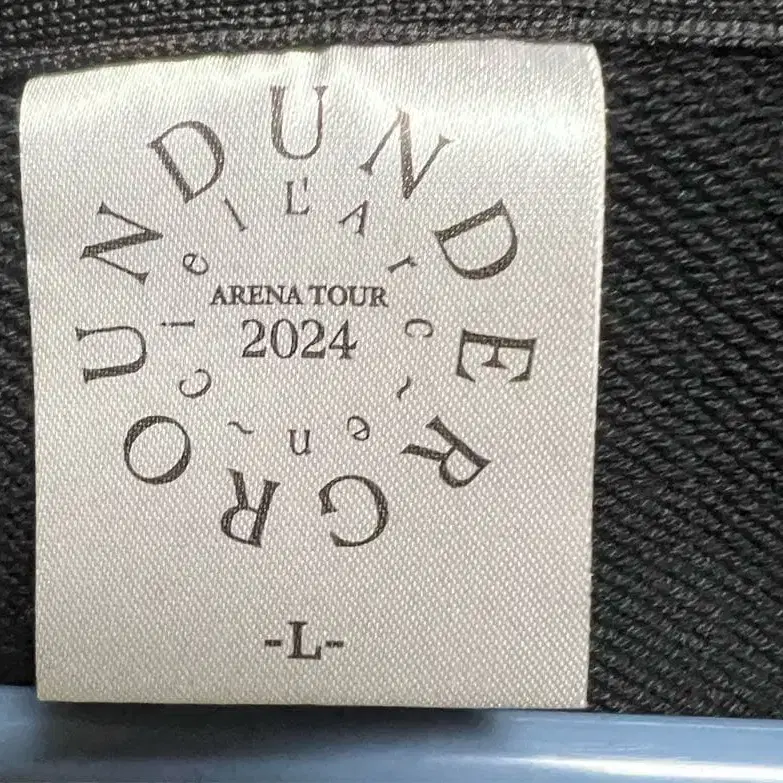 UNDERGROUND
L'Arc~en~ciel
ARENA TOUR
2024
-L-